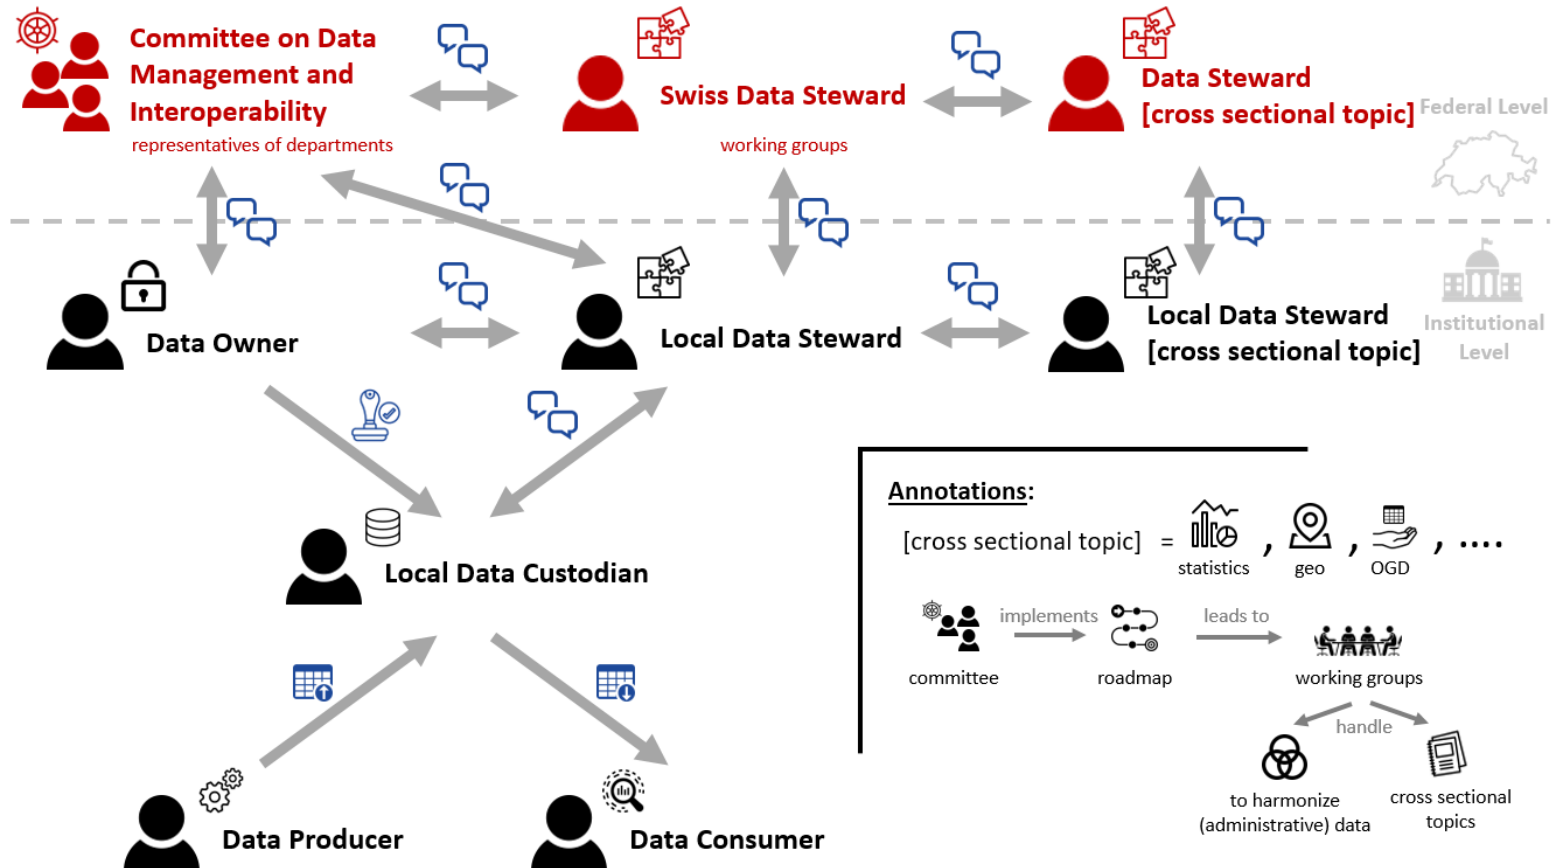 Committee on Data
Management and
Interoperability
representatives of departments
Swiss Data Steward
working groups
Data Steward
[cross sectional topic]
Federal Level
Data Owner
Local Data Steward
Local Data Steward
[cross sectional topic]
Institutional
Level
Local Data Custodian
Data Producer
Data Consumer
Annotations:
[cross sectional topic] = , , , ....
statistics
geo
OGD
implements
leads to
committee
roadmap
working groups
handle
to harmonize
(administrative) data
cross sectional
topics